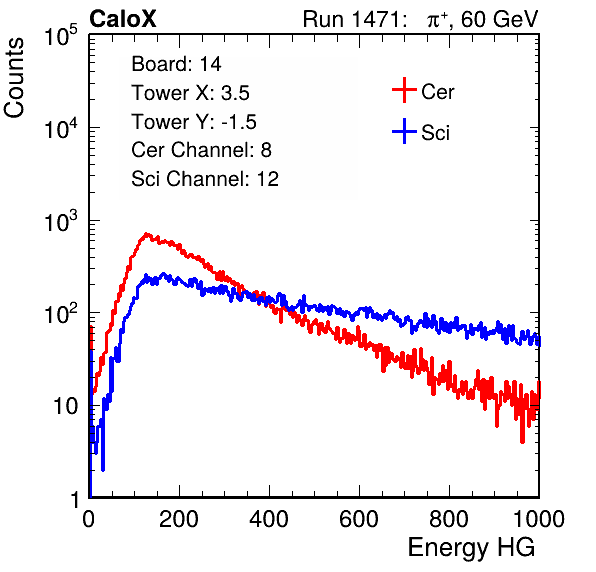 CaloX Run 1471: π⁺, 60 GeV
Counts
10⁵
10⁴
10³
10²
10
1
Board: 14
Tower X: 3.5
Tower Y: -1.5
Cer Channel: 8
Sci Channel: 12
Cer
Sci
0 200 400 600 800 1000
Energy HG